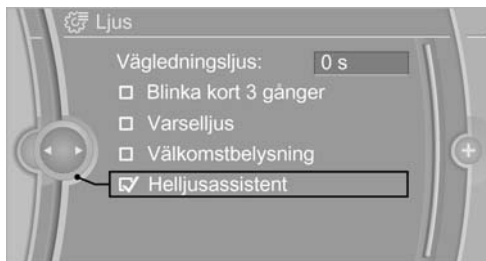 Ljus
Vägledningsljus: 0 s
Blinka kort 3 gånger
Varselljus
Välkomstbelysning
Helljusassistent